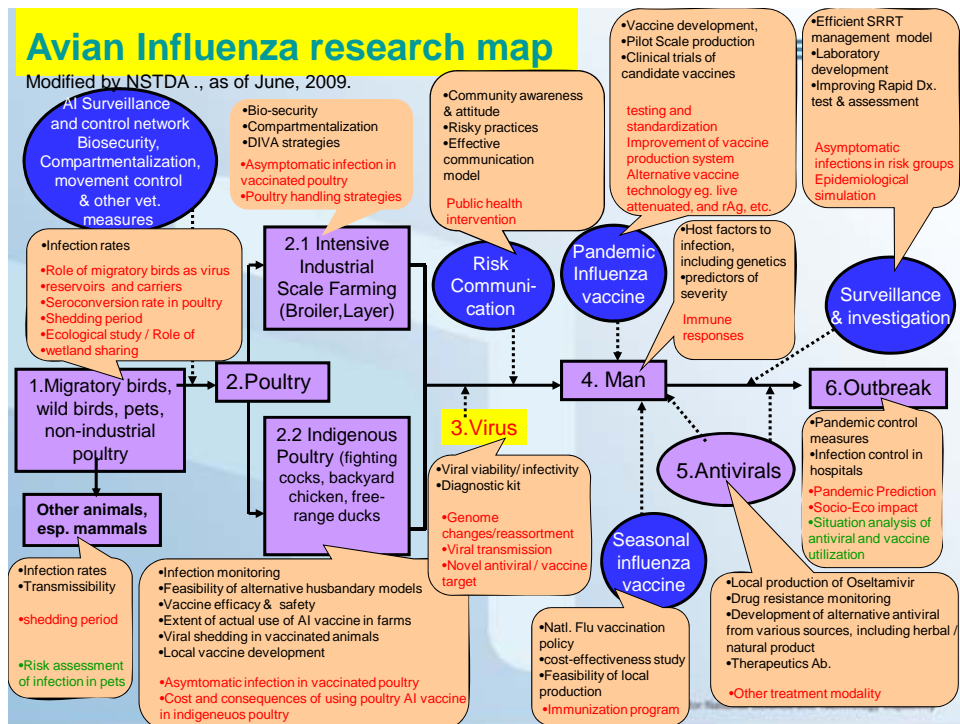 Avian Influenza research map
Modified by NSTDA ., as of June, 2009.
AI Surveillance
and control network
Biosecurity,
Compartmentalization,
movement control
& other vet.
measures
•Bio-security
•Compartmentalization
•DIVA strategies
•Asymptomatic infection in
vaccinated poultry
•Poultry handling strategies
•Community awareness
& attitude
•Risky practices
•Effective
communication
model
Public health
intervention
•Vaccine development,
•Pilot Scale production
•Clinical trials of
candidate vaccines
testing and
standardization
Improvement of vaccine
production system
Alternative vaccine
technology eg. live
attenuated, and rAg, etc.
•Efficient SRRT
management model
•Laboratory
development
•Improving Rapid Dx.
test & assessment
Asymptomatic
infections in risk groups
Epidemiological
simulation
•Infection rates
•Role of migratory birds as virus
•reservoirs and carriers
•Seroconversion rate in poultry
•Shedding period
•Ecological study / Role of
•wetland sharing
2.1 Intensive
Industrial
Scale Farming
(Broiler,Layer)
Risk
Communi-
cation
Pandemic
Influenza
vaccine
•Host factors to
infection,
including genetics
•predictors of
severity
Immune
responses
Surveillance
& investigation
1.Migratory birds,
wild birds, pets,
non-industrial
poultry
2.Poultry
4. Man
6.Outbreak
Other animals,
esp. mammals
2.2 Indigenous
Poultry (fighting
cocks, backyard
chicken, free-
range ducks
3.Virus
•Viral viability/ infectivity
•Diagnostic kit
•Genome
changes/reassortment
•Viral transmission
•Novel antiviral / vaccine
target
5.Antivirals
•Pandemic control
measures
•Infection control in
hospitals
•Pandemic Prediction
•Socio-Eco impact
•Situation analysis of
antiviral and vaccine
utilization
Seasonal
influenza
vaccine
•Infection rates
•Transmissibility
•shedding period
•Risk assessment
of infection in pets
•Infection monitoring
•Feasibility of alternative husbandary models
•Vaccine efficacy & safety
•Extent of actual use of AI vaccine in farms
•Viral shedding in vaccinated animals
•Local vaccine development
•Asymtomatic infection in vaccinated poultry
•Cost and consequences of using poultry AI vaccine
in indigeneuos poultry
•Natl. Flu vaccination
policy
•cost-effectiveness study
•Feasibility of local
production
•Immunization program
•Local production of Oseltamivir
•Drug resistance monitoring
•Development of alternative antiviral
from various sources, including herbal /
natural product
•Therapeutics Ab.
•Other treatment modality